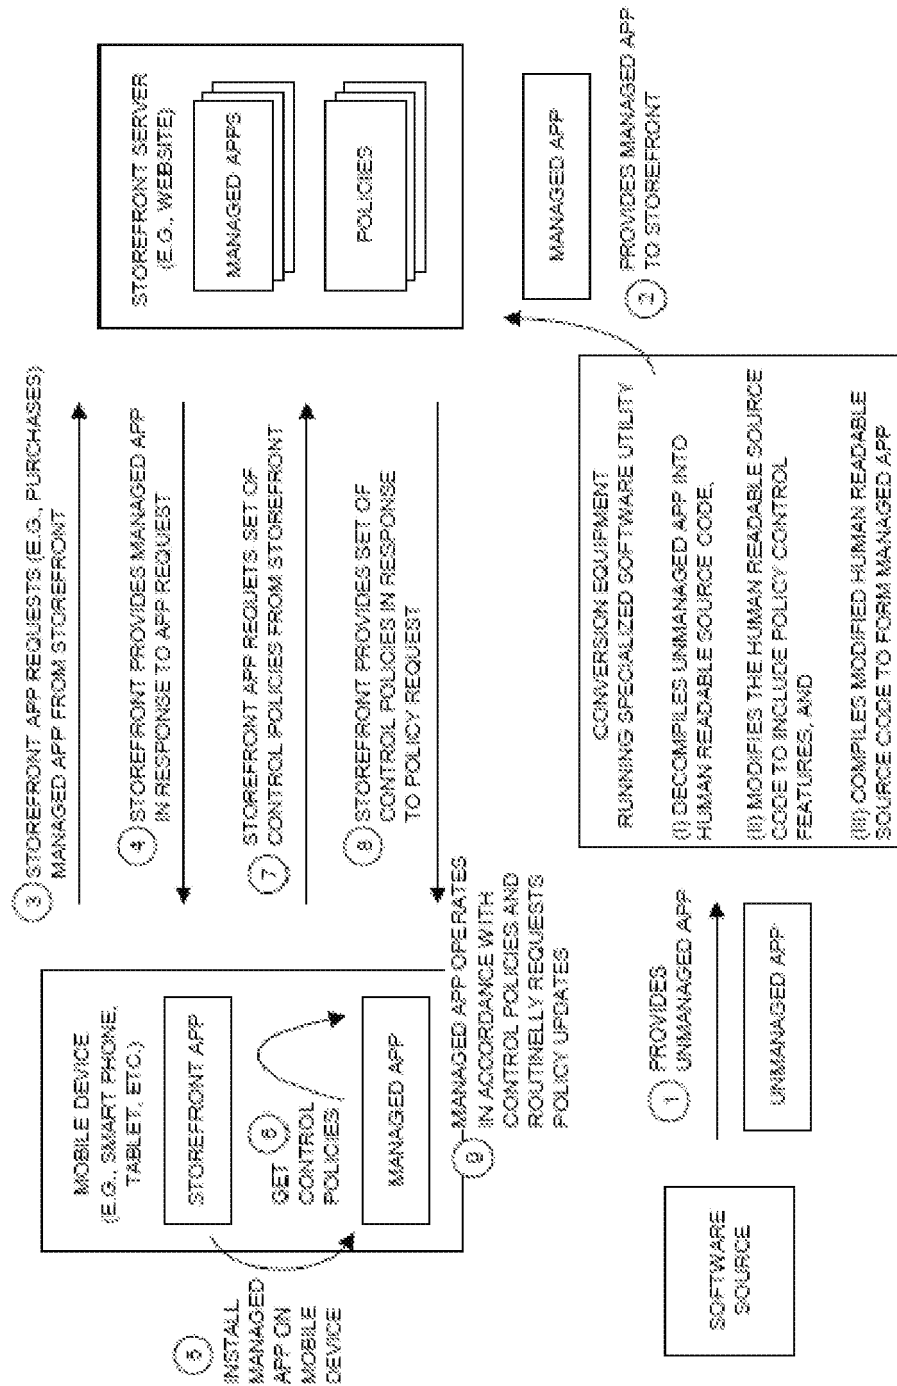 MOBILE DEVICE
(E.G., SMART PHONE,
TABLET, ETC.)
STOREFRONT APP
6
GET
CONTROL
POLICIES
MANAGED APP
5
INSTALL
MANAGED
APP ON
MOBILE
DEVICE
3
STOREFRONT APP REQUESTS (E.G., PURCHASES)
MANAGED APP FROM STOREFRONT
4
STOREFRONT PROVIDES MANAGED APP
IN RESPONSE TO APP REQUEST
7
STOREFRONT APP REQUETS SET OF
CONTROL POLICIES FROM STOREFRONT
8
STOREFRONT PROVIDES SET OF
CONTROL POLICIES IN RESPONSE
TO POLICY REQUEST
9
MANAGED APP OPERATES
IN ACCORDANCE WITH
CONTROL POLICIES AND
ROUTINELLY REQUESTS
POLICY UPDATES
STOREFRONT SERVER
(E.G., WEBSITE)
MANAGED APPS
POLICIES
MANAGED APP
2
PROVIDES MANAGED APP
TO STOREFRONT
SOFTWARE
SOURCE
1
PROVIDES
UNMANAGED APP
UNMANAGED APP
CONVERSION EQUIPMENT
RUNNING SPECIALIZED SOFTWARE UTILITY
(I) DECOMPILES UNMANAGED APP INTO
HUMAN READABLE SOURCE CODE,
(II) MODIFIES THE HUMAN READABLE SOURCE
CODE TO INCLUDE POLICY CONTROL
FEATURES, AND
(III) COMPILES MODIFIED HUMAN READABLE
SOURCE CODE TO FORM MANAGED APP